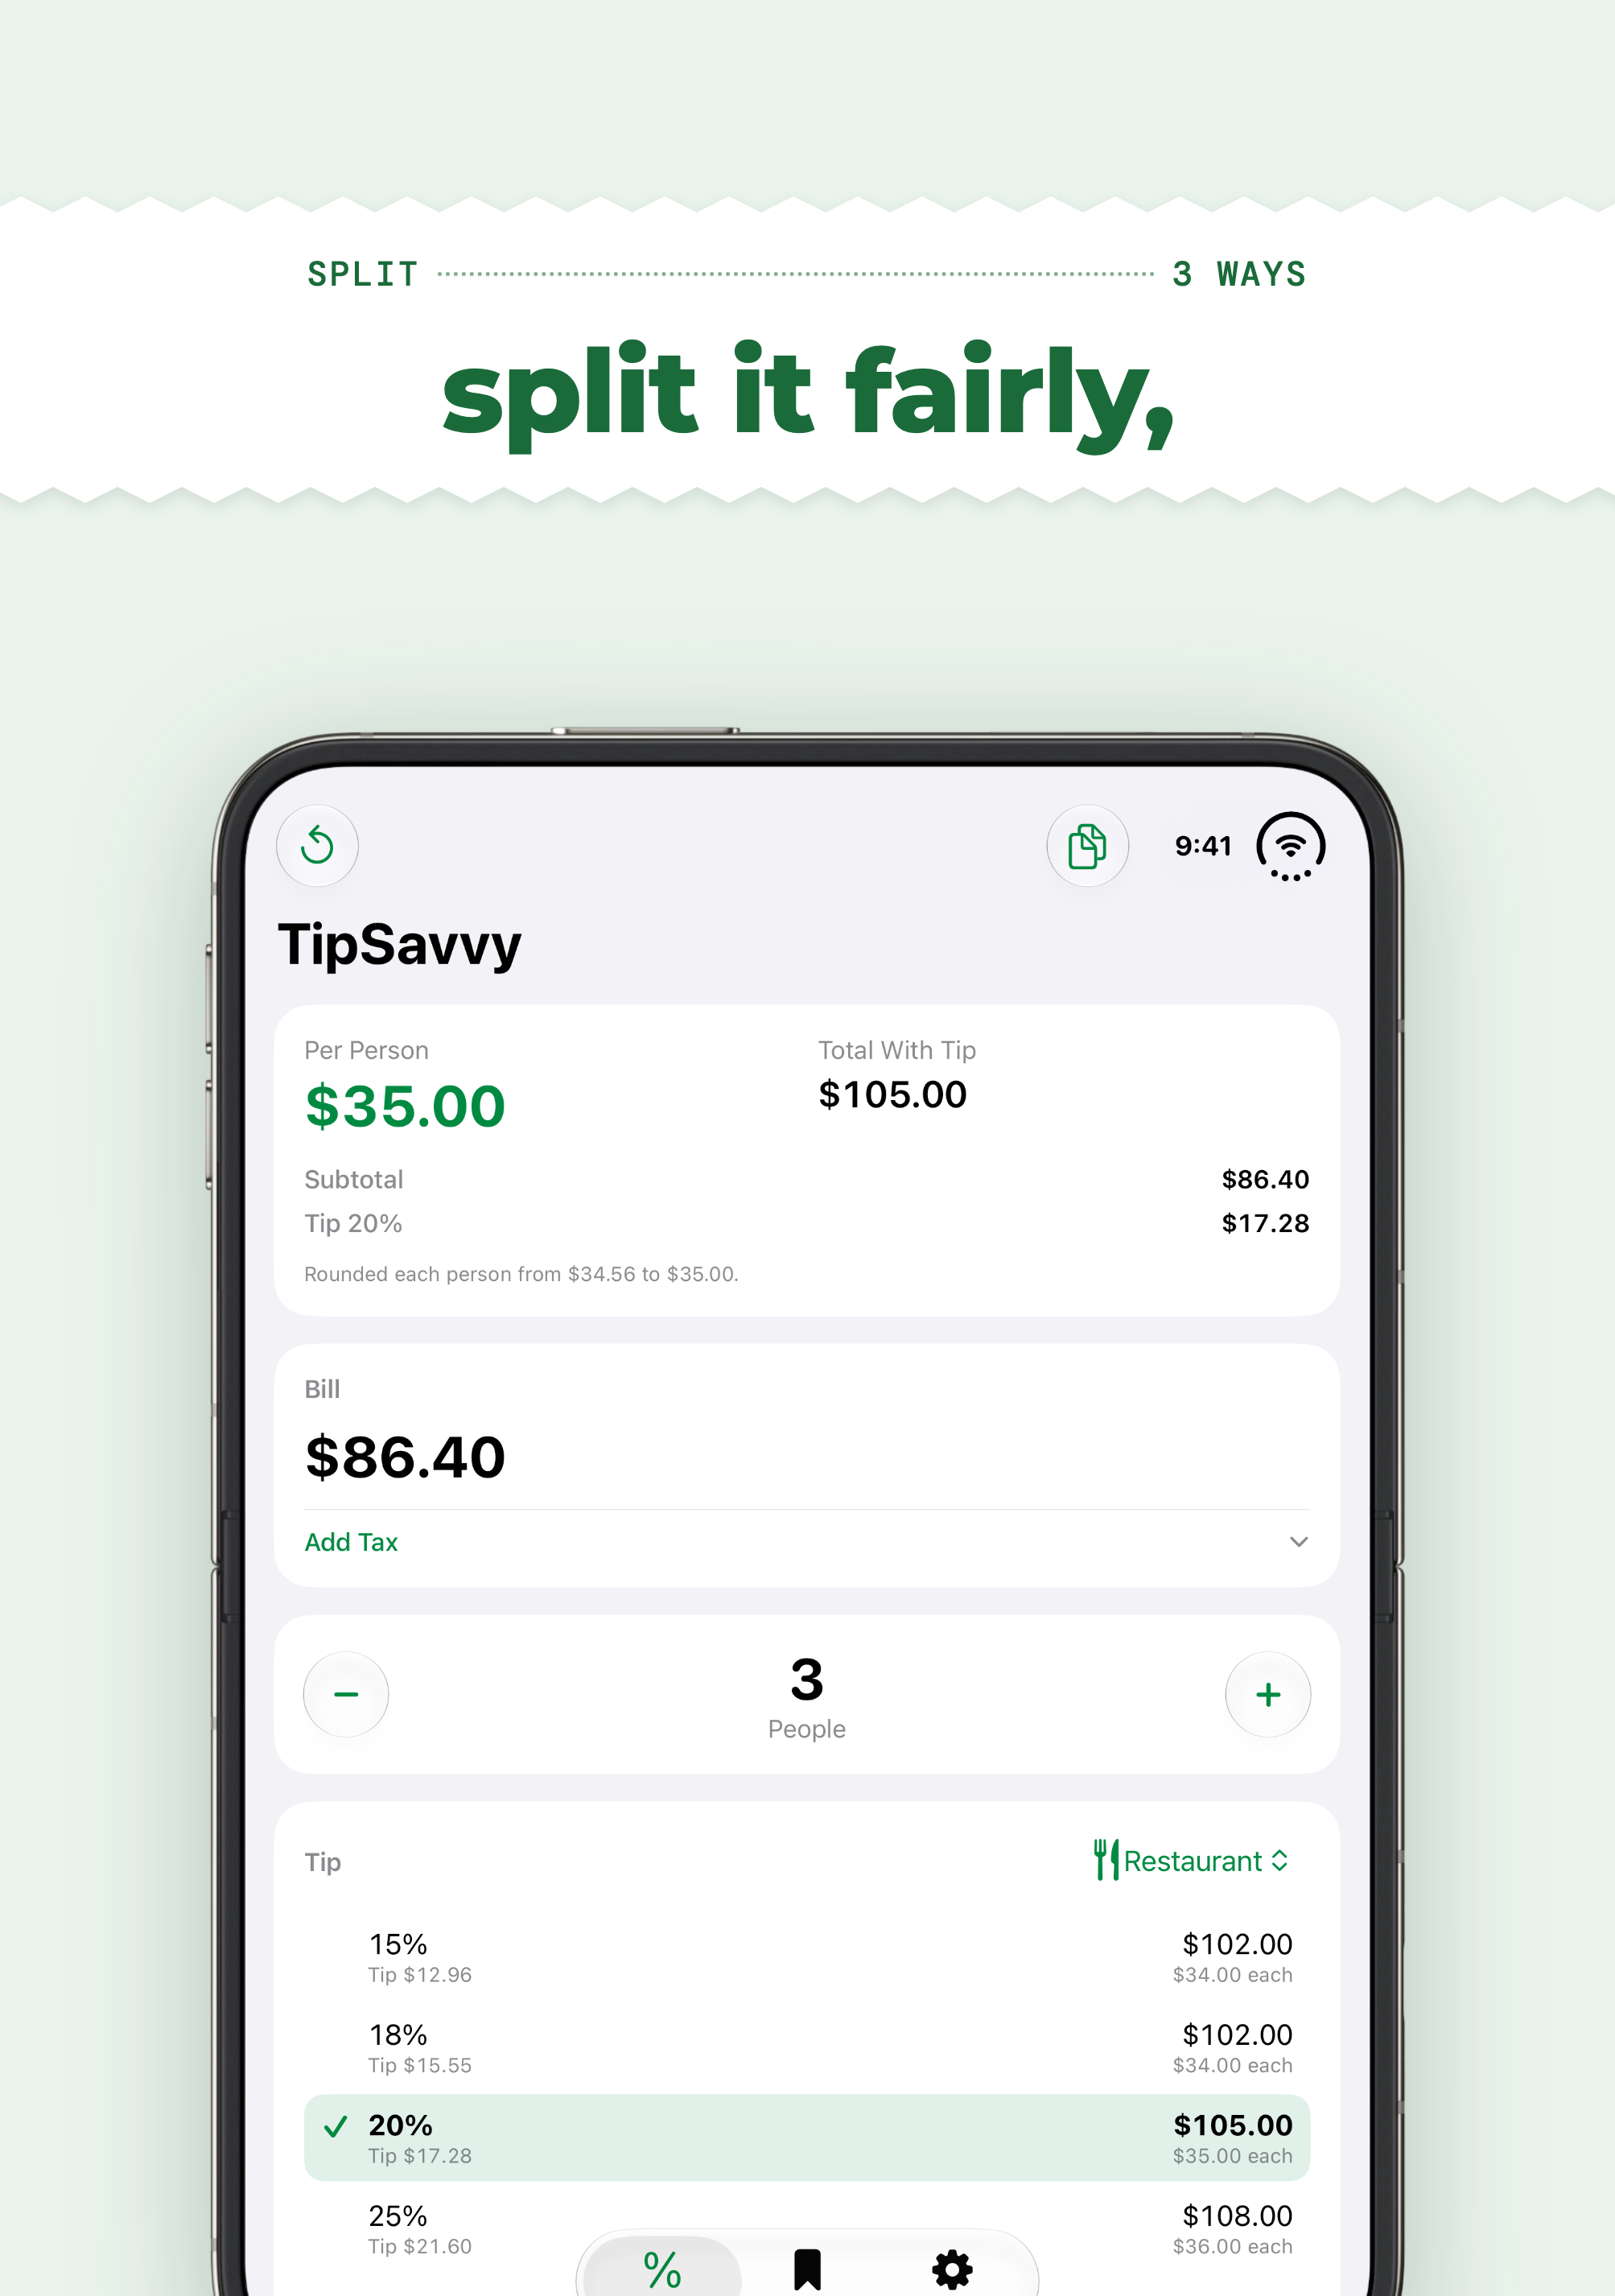 SPLIT 3 WAYS
split it fairly,
9:41
TipSavvy
Per Person Total With Tip
$35.00 $105.00
Subtotal $86.40
Tip 20% $17.28
Rounded each person from $34.56 to $35.00.
Bill
$86.40
Add Tax
3
People
Tip Restaurant
15% $102.00
Tip $12.96 $34.00 each
18% $102.00
Tip $15.55 $34.00 each
20% $105.00
Tip $17.28 $35.00 each
25% $108.00
Tip $21.60 $36.00 each
%